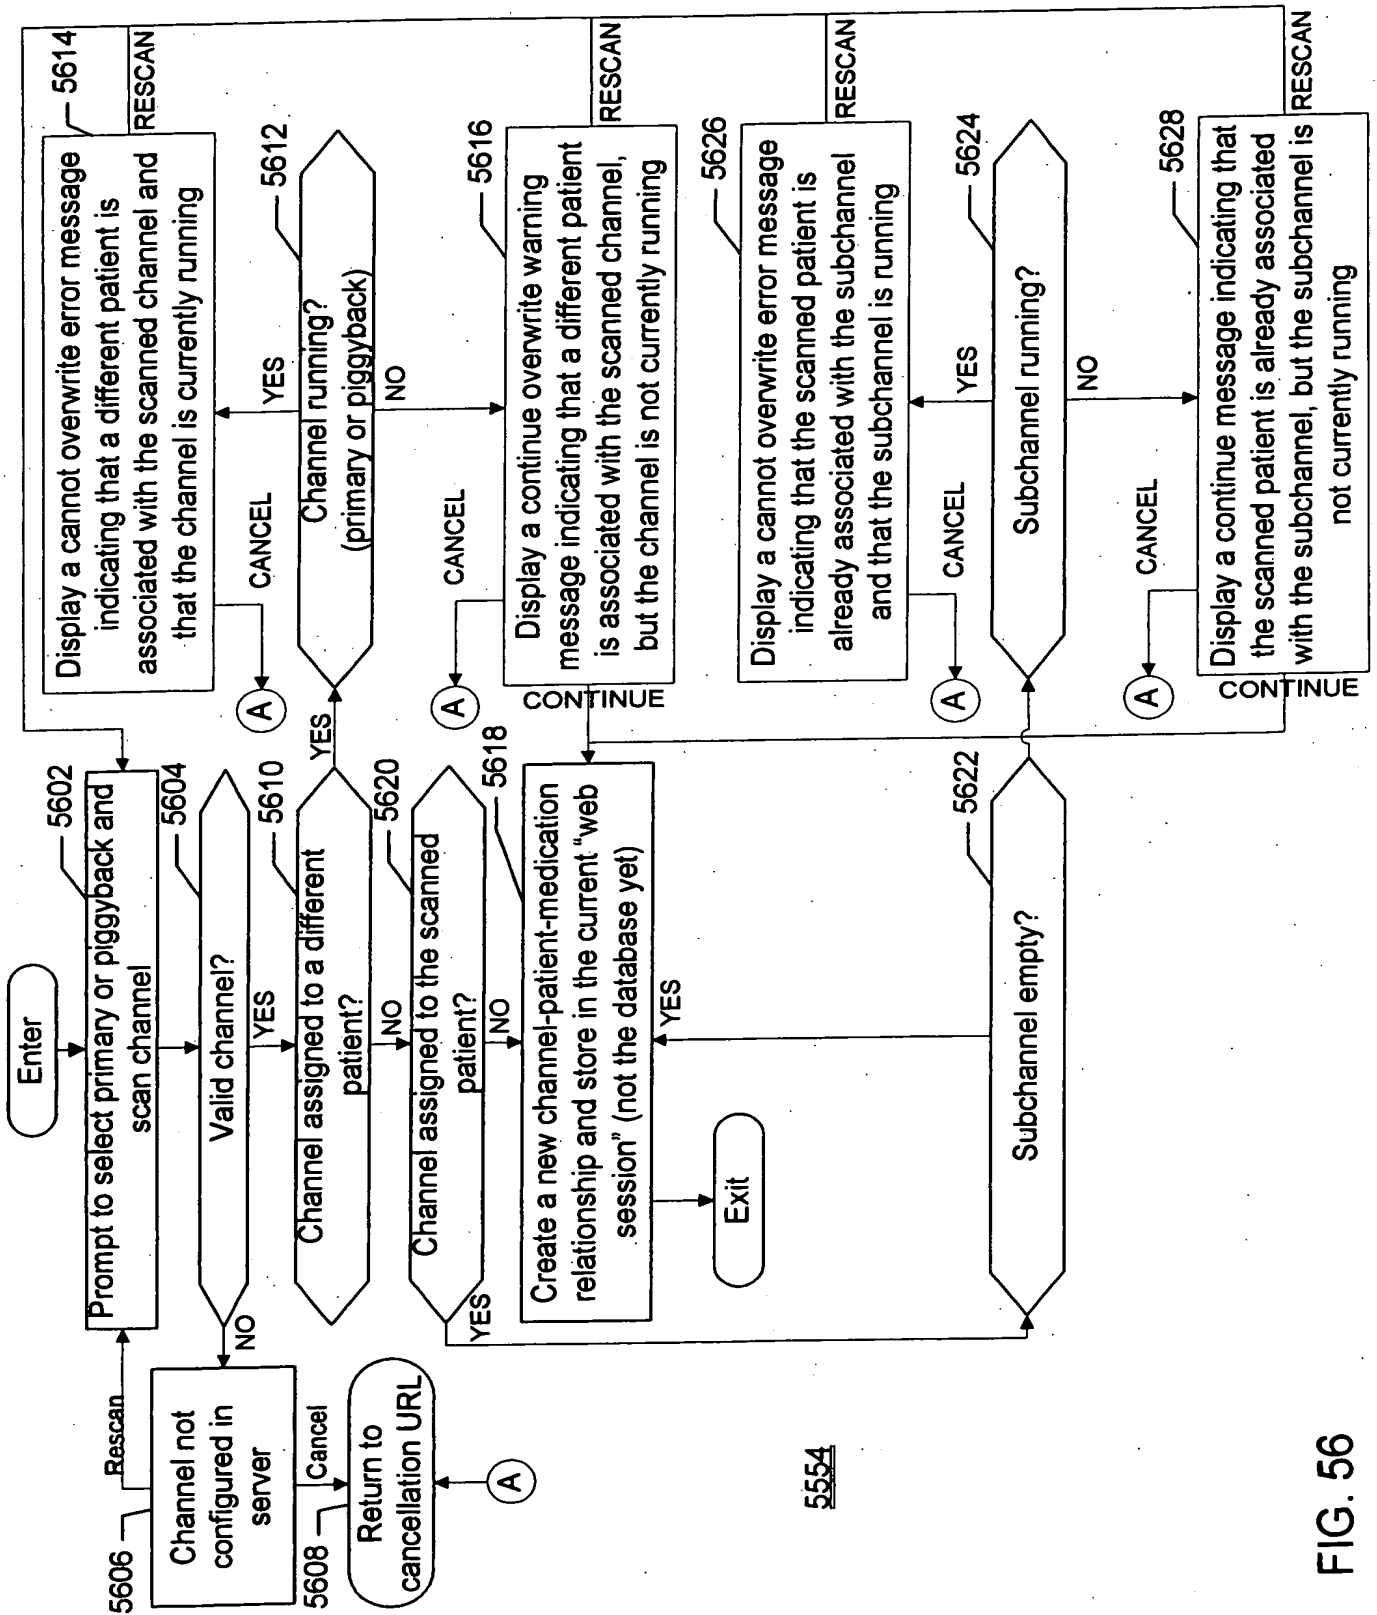 Enter
5602
Prompt to select primary or piggyback and
scan channel
5604
Valid channel?
YES
NO
Rescan
5606
Channel not
configured in
server
Cancel
5608
Return to
cancellation URL
A
5610
Channel assigned to a different
patient?
YES
NO
5620
Channel assigned to the scanned
patient?
NO
YES
5618
Create a new channel-patient-medication
relationship and store in the current “web
session” (not the database yet)
YES
Exit
5622
Subchannel empty?
5614
Display a cannot overwrite error message
indicating that a different patient is
associated with the scanned channel and
that the channel is currently running
RESCAN
CANCEL
A
YES
5612
Channel running?
(primary or piggyback)
NO
5616
Display a continue overwrite warning
message indicating that a different patient
is associated with the scanned channel,
but the channel is not currently running
RESCAN
CANCEL
A
CONTINUE
5626
Display a cannot overwrite error message
indicating that the scanned patient is
already associated with the subchannel
and that the subchannel is running
RESCAN
CANCEL
A
YES
5624
Subchannel running?
NO
5628
Display a continue message indicating that
the scanned patient is already associated
with the subchannel, but the subchannel is
not currently running
RESCAN
CANCEL
A
CONTINUE
5554
FIG. 56